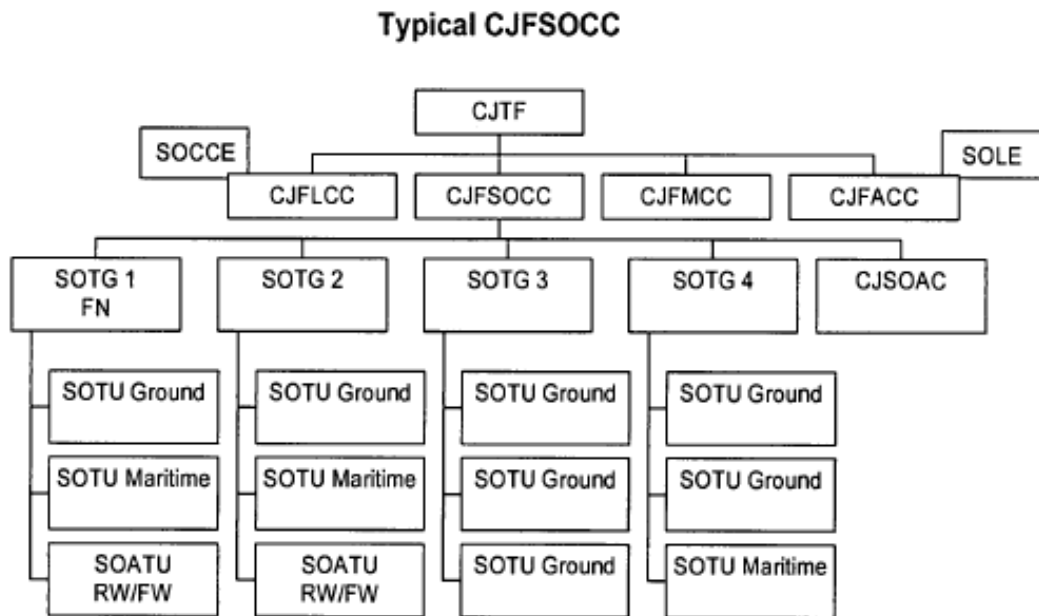 Typical CJFSOCC
CJTF
SOCCE
SOLE
CJFLCC
CJFSOCC
CJFMCC
CJFACC
SOTG 1
FN
SOTG 2
SOTG 3
SOTG 4
CJSOAC
SOTU Ground
SOTU Ground
SOTU Ground
SOTU Ground
SOTU Maritime
SOTU Maritime
SOTU Ground
SOTU Ground
SOATU
RW/FW
SOATU
RW/FW
SOTU Ground
SOTU Maritime